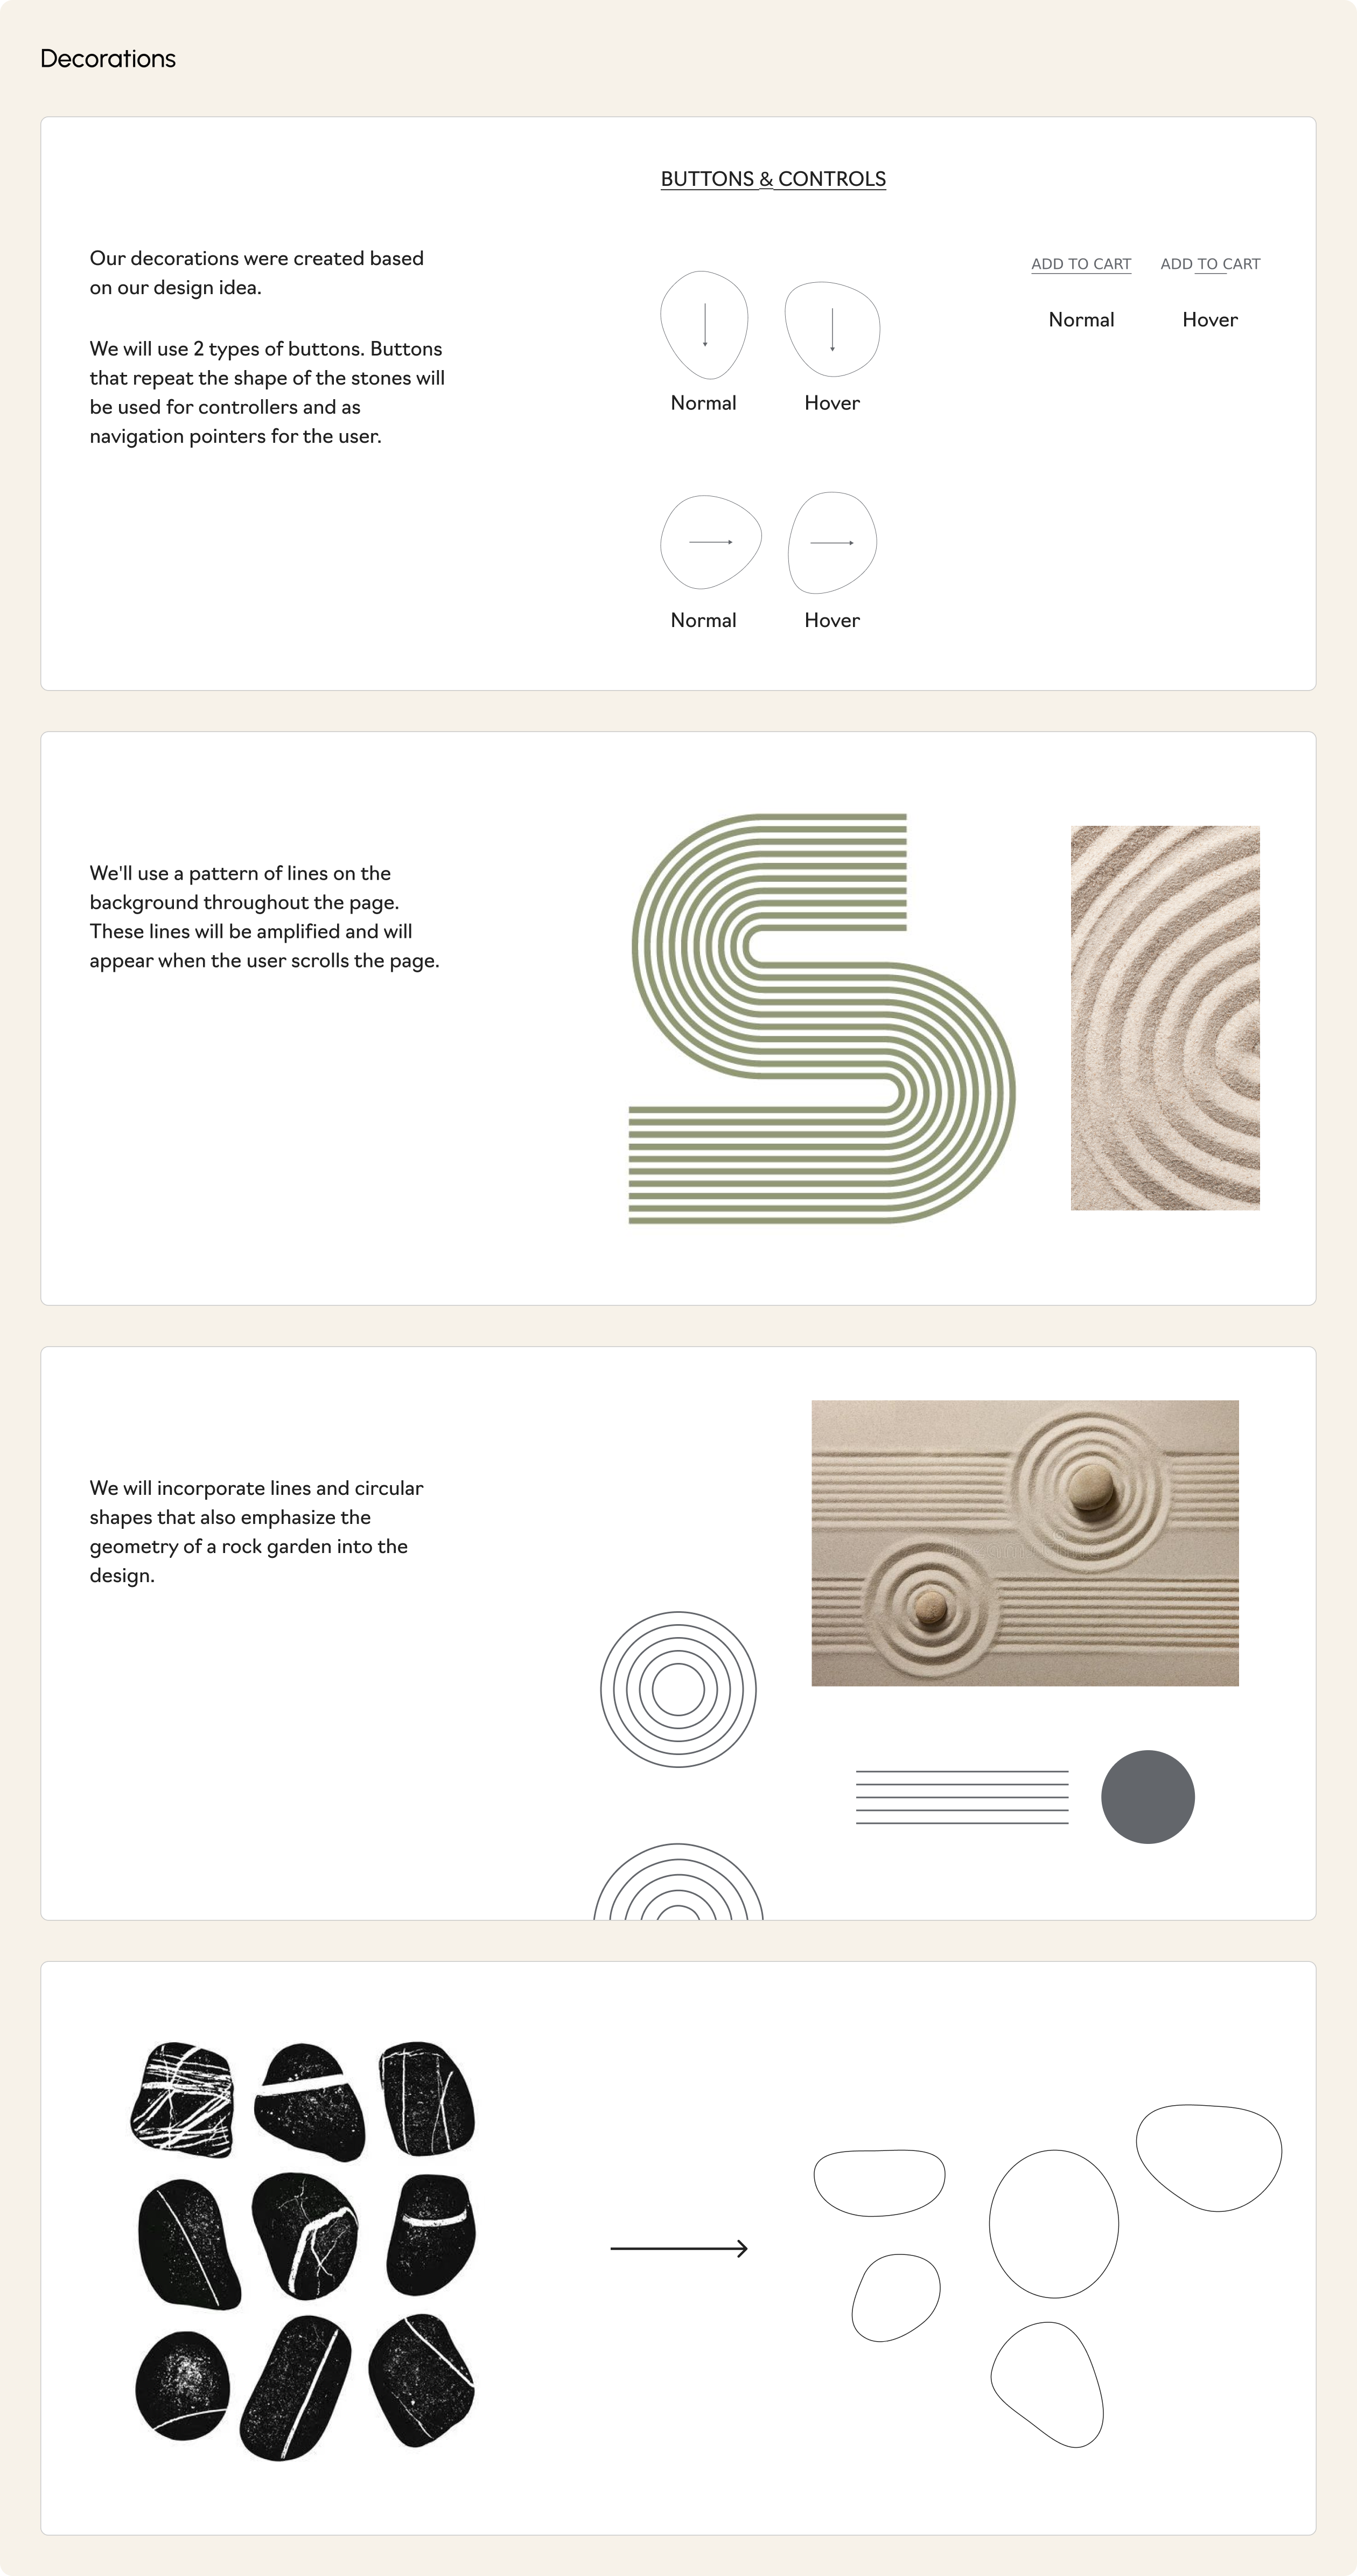 Decorations
BUTTONS & CONTROLS
Our decorations were created based
on our design idea.
We will use 2 types of buttons. Buttons
that repeat the shape of the stones will
be used for controllers and as
navigation pointers for the user.
ADD TO CART
ADD TO CART
Normal
Hover
Normal
Hover
Normal
Hover
We'll use a pattern of lines on the
background throughout the page.
These lines will be amplified and will
appear when the user scrolls the page.
We will incorporate lines and circular
shapes that also emphasize the
geometry of a rock garden into the
design.